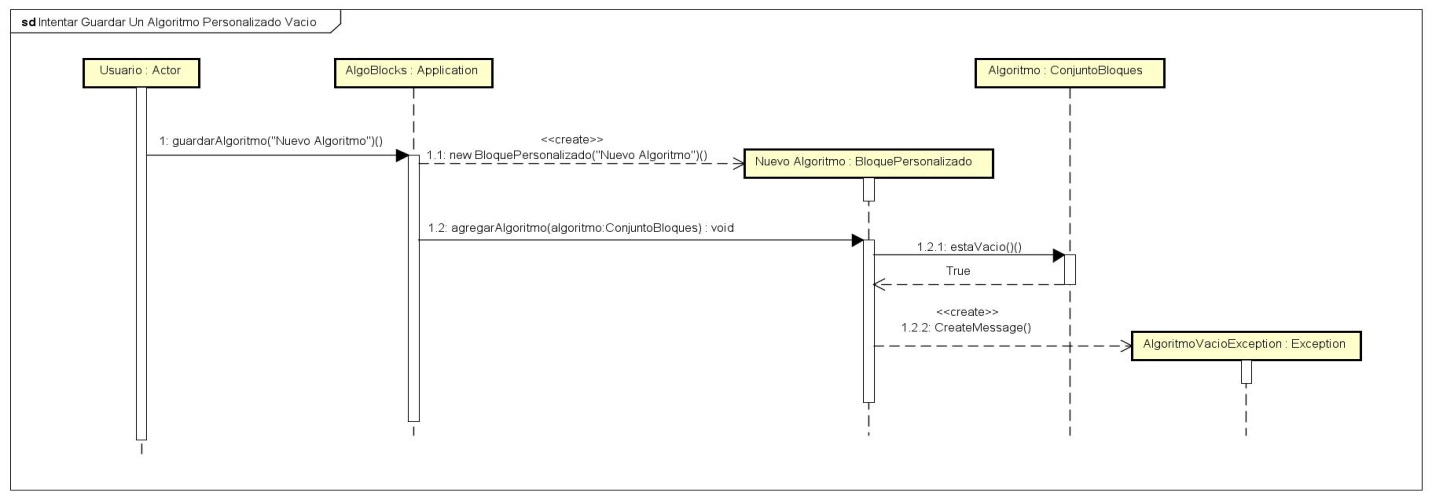 sd Intentar Guardar Un Algoritmo Personalizado Vacio
Usuario : Actor
AlgoBlocks : Application
Algoritmo : ConjuntoBloques
1: guardarAlgoritmo("Nuevo Algoritmo")()
<<create>>
1.1: new BloquePersonalizado("Nuevo Algoritmo")()
Nuevo Algoritmo : BloquePersonalizado
1.2: agregarAlgoritmo(algoritmo:ConjuntoBloques) : void
1.2.1: estaVacio()()
True
<<create>>
1.2.2: CreateMessage()
AlgoritmoVacioException : Exception